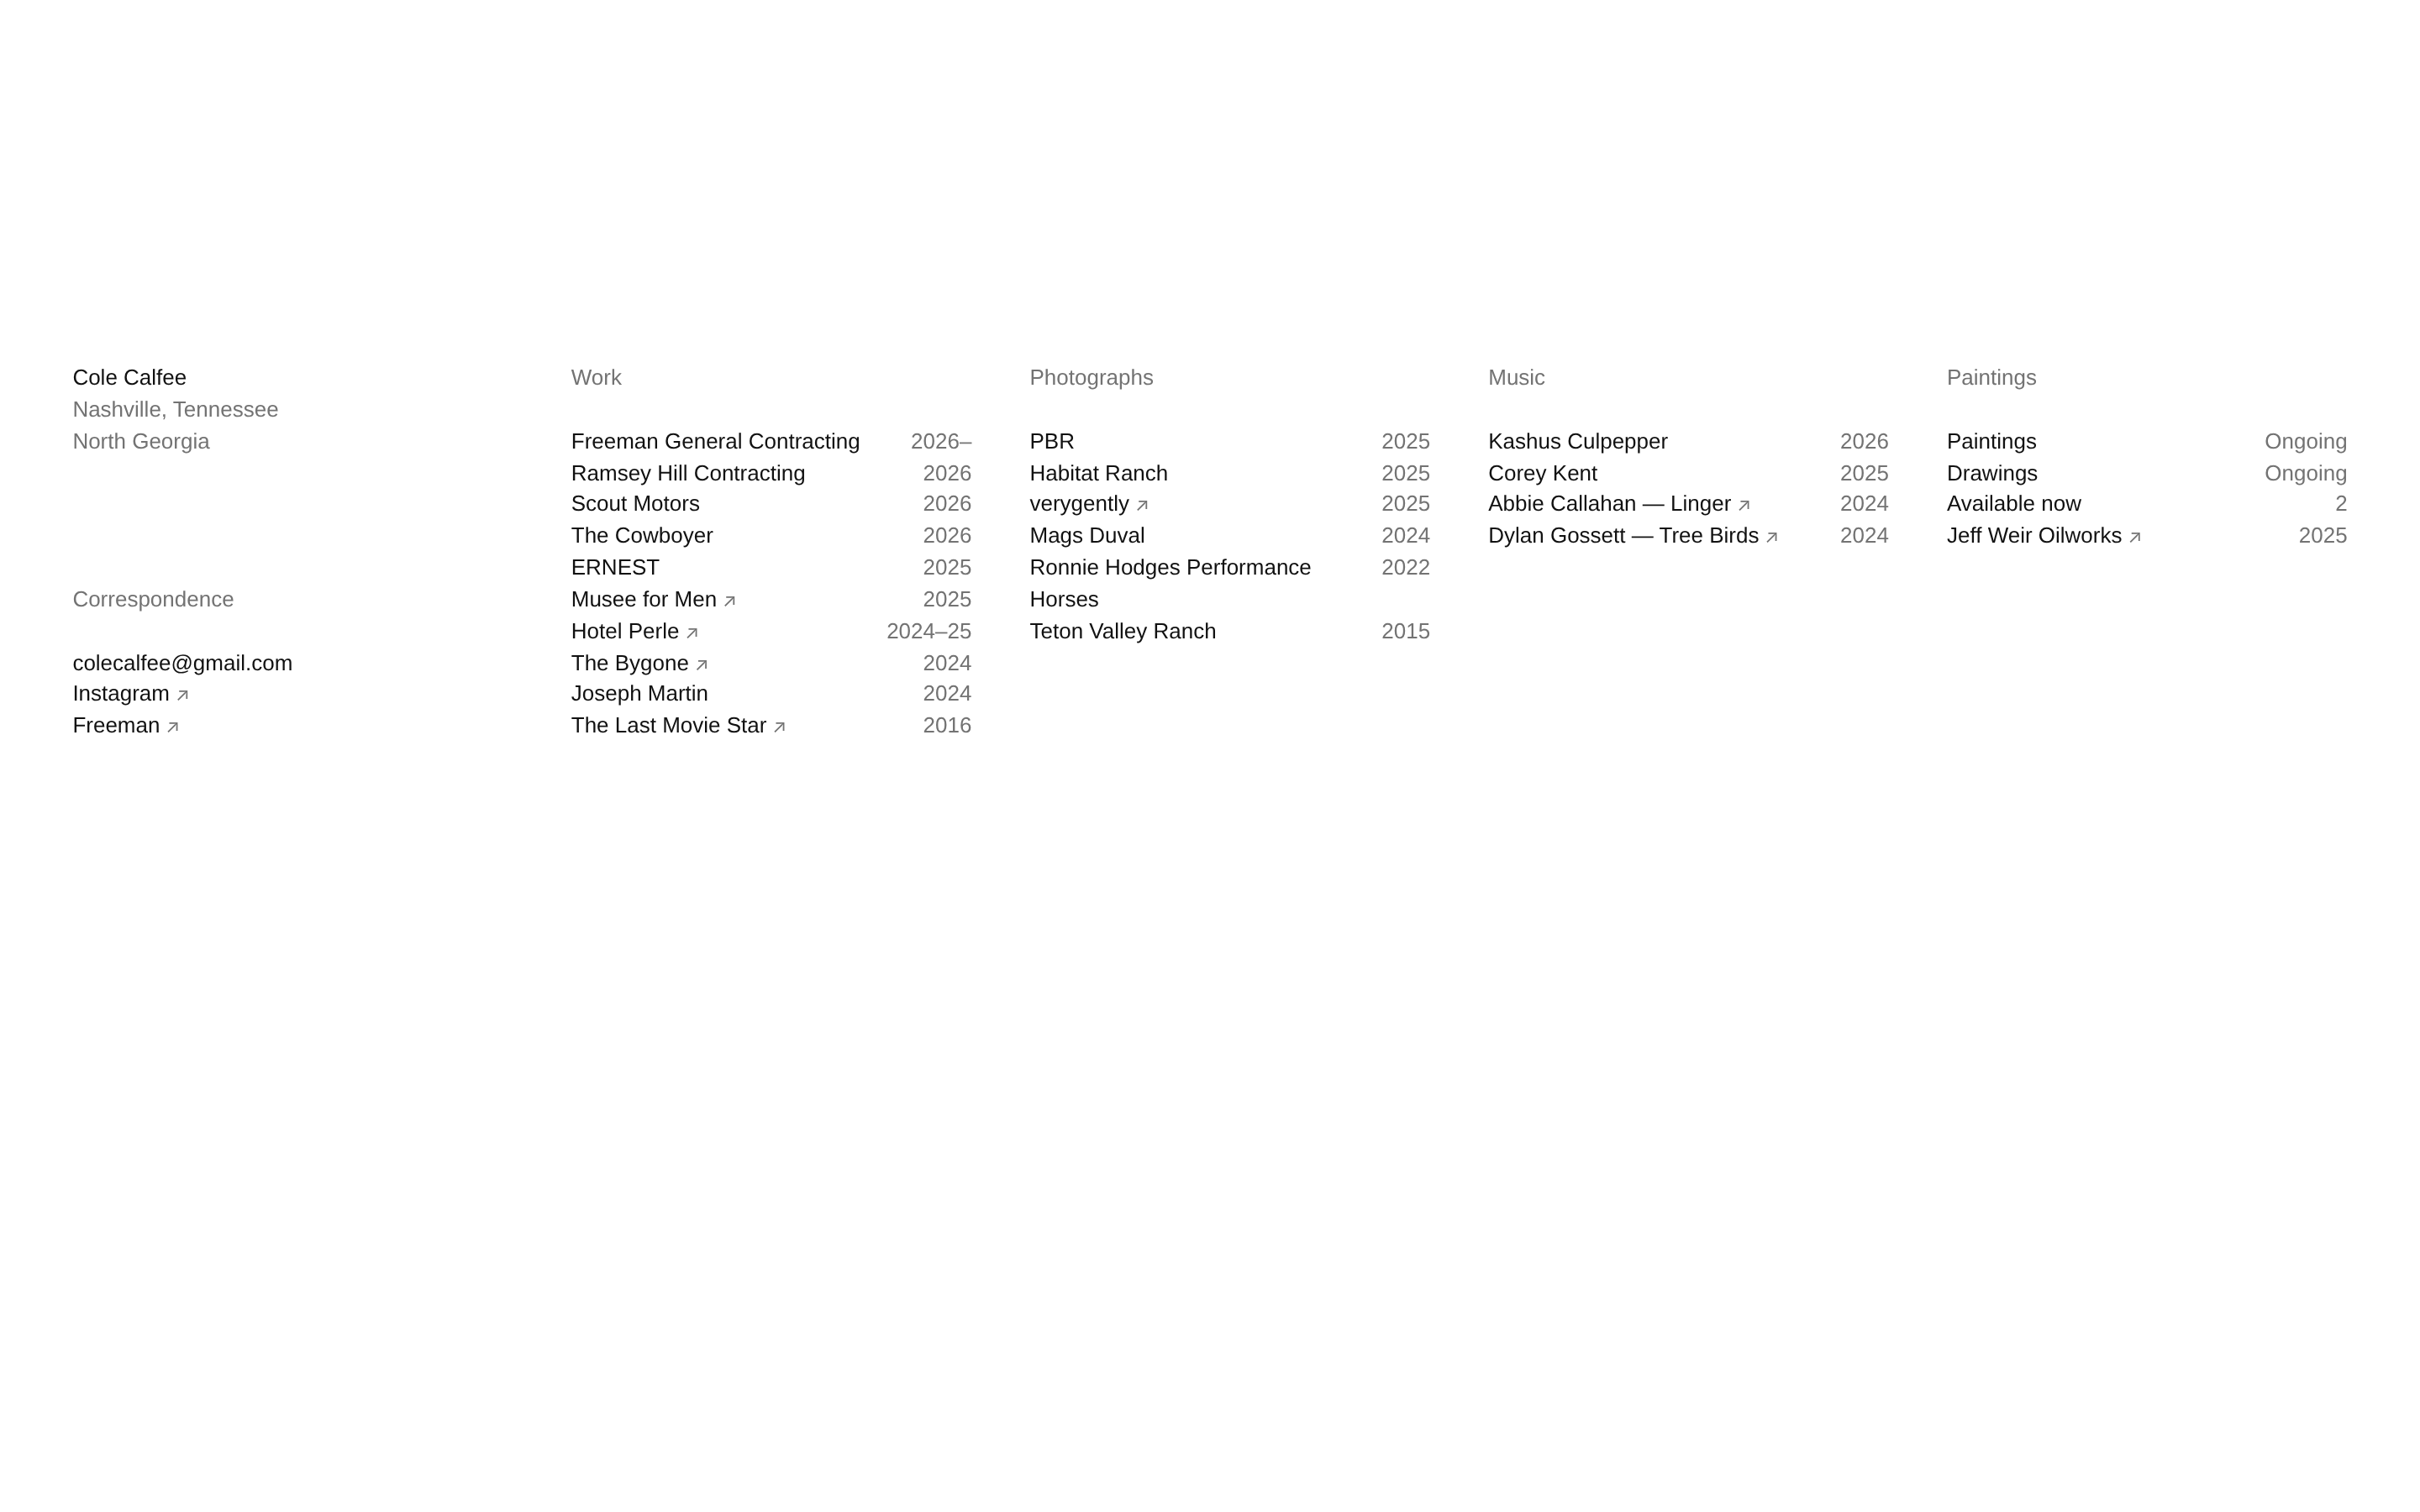 Cole Calfee
Nashville, Tennessee
North Georgia
Correspondence
colecalfee@gmail.com
Instagram ↗
Freeman ↗
Work
Freeman General Contracting 2026–
Ramsey Hill Contracting 2026
Scout Motors 2026
The Cowboyer 2026
ERNEST 2025
Musee for Men ↗ 2025
Hotel Perle ↗ 2024–25
The Bygone ↗ 2024
Joseph Martin 2024
The Last Movie Star ↗ 2016
Photographs
PBR 2025
Habitat Ranch 2025
verygently ↗ 2025
Mags Duval 2024
Ronnie Hodges Performance 2022
Horses
Teton Valley Ranch 2015
Music
Kashus Culpepper 2026
Corey Kent 2025
Abbie Callahan — Linger ↗ 2024
Dylan Gossett — Tree Birds ↗ 2024
Paintings
Paintings Ongoing
Drawings Ongoing
Available now 2
Jeff Weir Oilworks ↗ 2025